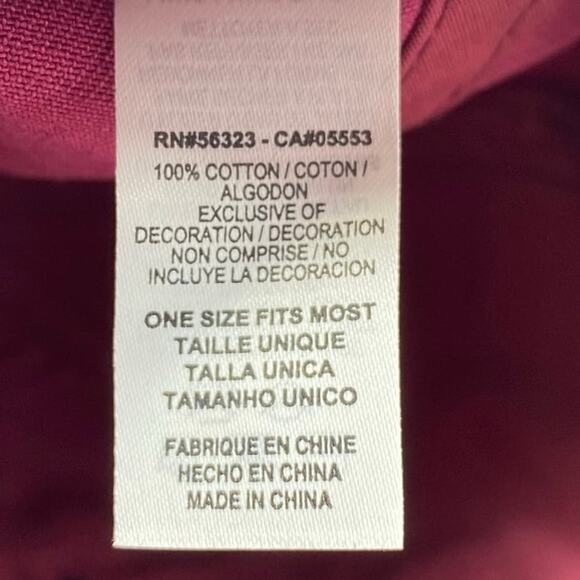 RN#56323 - CA#05553
100% COTTON / COTON /
ALGODON
EXCLUSIVE OF
DECORATION / DECORATION
NON COMPRISE / NO
INCLUYE LA DECORACION
ONE SIZE FITS MOST
TAILLE UNIQUE
TALLA UNICA
TAMANHO UNICO
FABRIQUE EN CHINE
HECHO EN CHINA
MADE IN CHINA